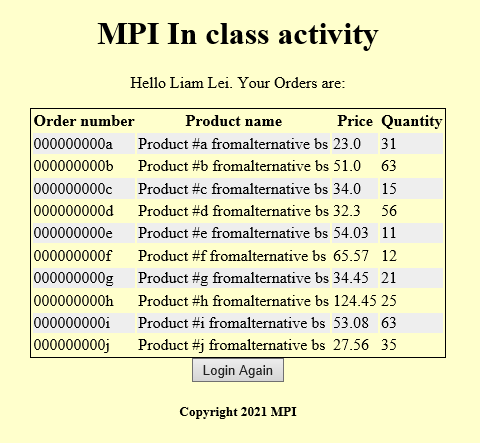 MPI In class activity
Hello Liam Lei. Your Orders are:
Order number Product name Price Quantity
000000000a Product #a fromalternative bs 23.0 31
000000000b Product #b fromalternative bs 51.0 63
000000000c Product #c fromalternative bs 34.0 15
000000000d Product #d fromalternative bs 32.3 56
000000000e Product #e fromalternative bs 54.03 11
000000000f Product #f fromalternative bs 65.57 12
000000000g Product #g fromalternative bs 34.45 21
000000000h Product #h fromalternative bs 124.45 25
000000000i Product #i fromalternative bs 53.08 63
000000000j Product #j fromalternative bs 27.56 35
Login Again
Copyright 2021 MPI